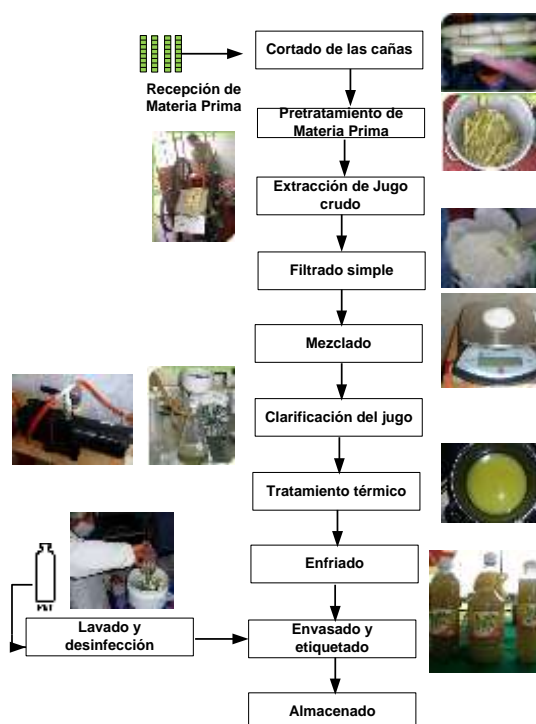 Cortado de las cañas
Recepción de
Materia Prima
Pretratamiento de
Materia Prima
Extracción de Jugo
crudo
Filtrado simple
Mezclado
Clarificación del jugo
Tratamiento térmico
Enfriado
PET
Lavado y
desinfección
Envasado y
etiquetado
Almacenado